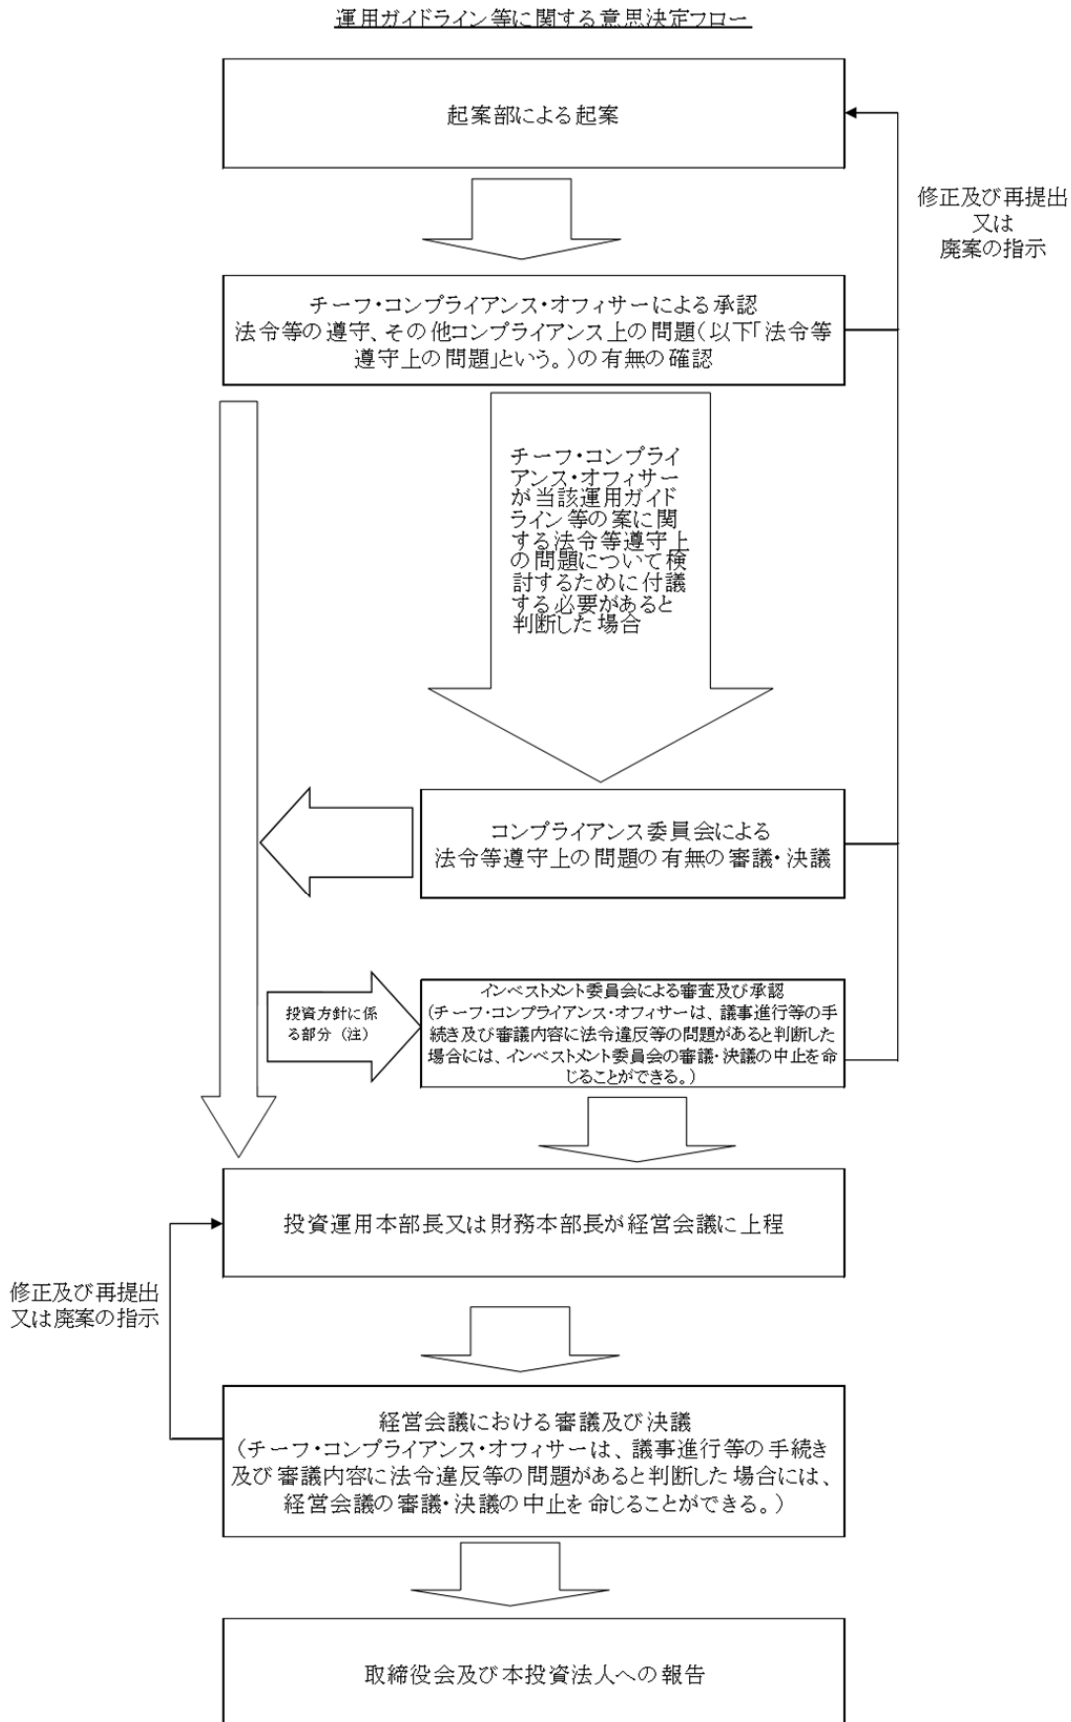 運用ガイドライン等に関する意思決定フロー
起案部による起案
修正及び再提出
又は
廃案の指示
チーフ・コンプライアンス・オフィサーによる承認
法令等の遵守、その他コンプライアンス上の問題（以下「法令等
遵守上の問題」という。）の有無の確認
チーフ・コンプライ
アンス・オフィサー
が当該運用ガイド
ライン等の案に関
する法令等遵守上
の問題について検
討するために付議
する必要があると
判断した場合
コンプライアンス委員会による
法令等遵守上の問題の有無の審議・決議
投資方針に係
る部分（注）
インベストメント委員会による審査及び承認
（チーフ・コンプライアンス・オフィサーは、議事進行等の手
続き及び審議内容に法令違反等の問題があると判断した
場合には、インベストメント委員会の審議・決議の中止を命
じることができる。）
投資運用本部長又は財務本部長が経営会議に上程
修正及び再提出
又は廃案の指示
経営会議における審議及び決議
（チーフ・コンプライアンス・オフィサーは、議事進行等の手続き
及び審議内容に法令違反等の問題があると判断した場合には、
経営会議の審議・決議の中止を命じることができる。）
取締役会及び本投資法人への報告